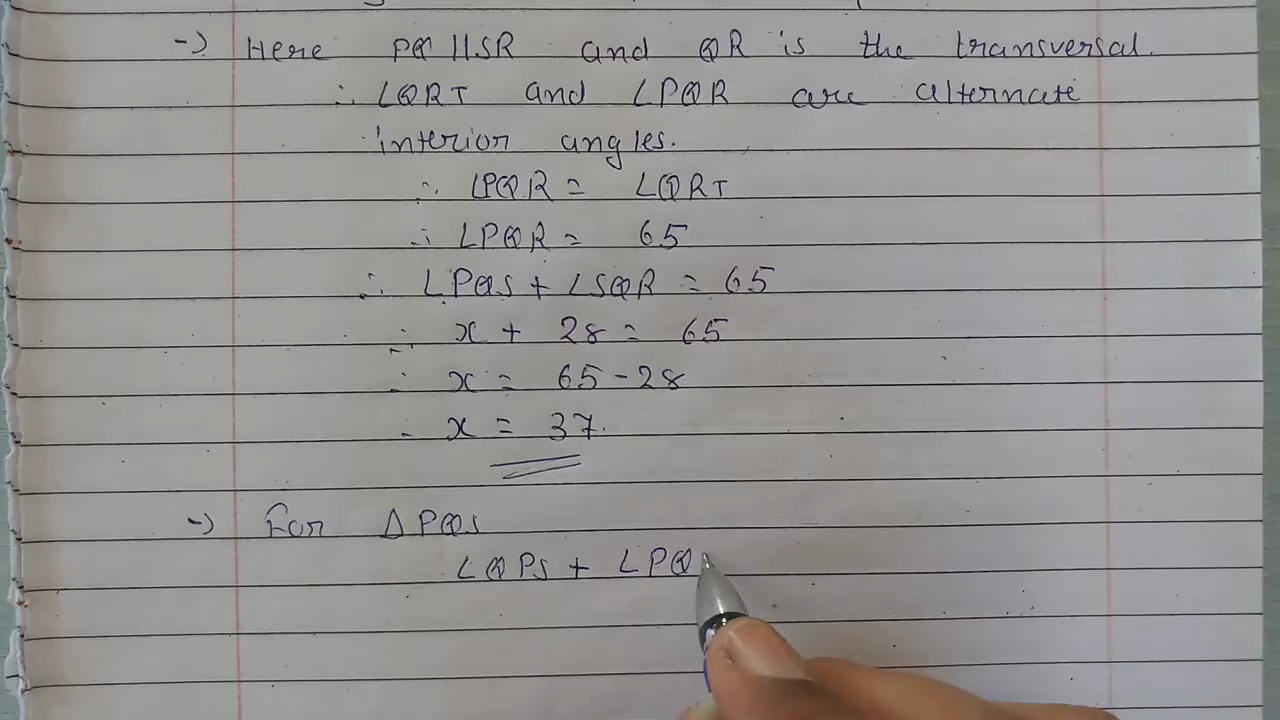 -> Here PQ ||.SR and QR is the transversal.
∴ ∠QRT and ∠PQR are alternate
interior angles.
∴ ∠PQR = ∠QRT
∴ ∠PQR = 65
∴ ∠PQS + ∠SQR = 65
∴ x + 28 = 65
∴ x = 65 - 28
∴ x = 37.
-> For ΔPQS
∠QPS + ∠PQ